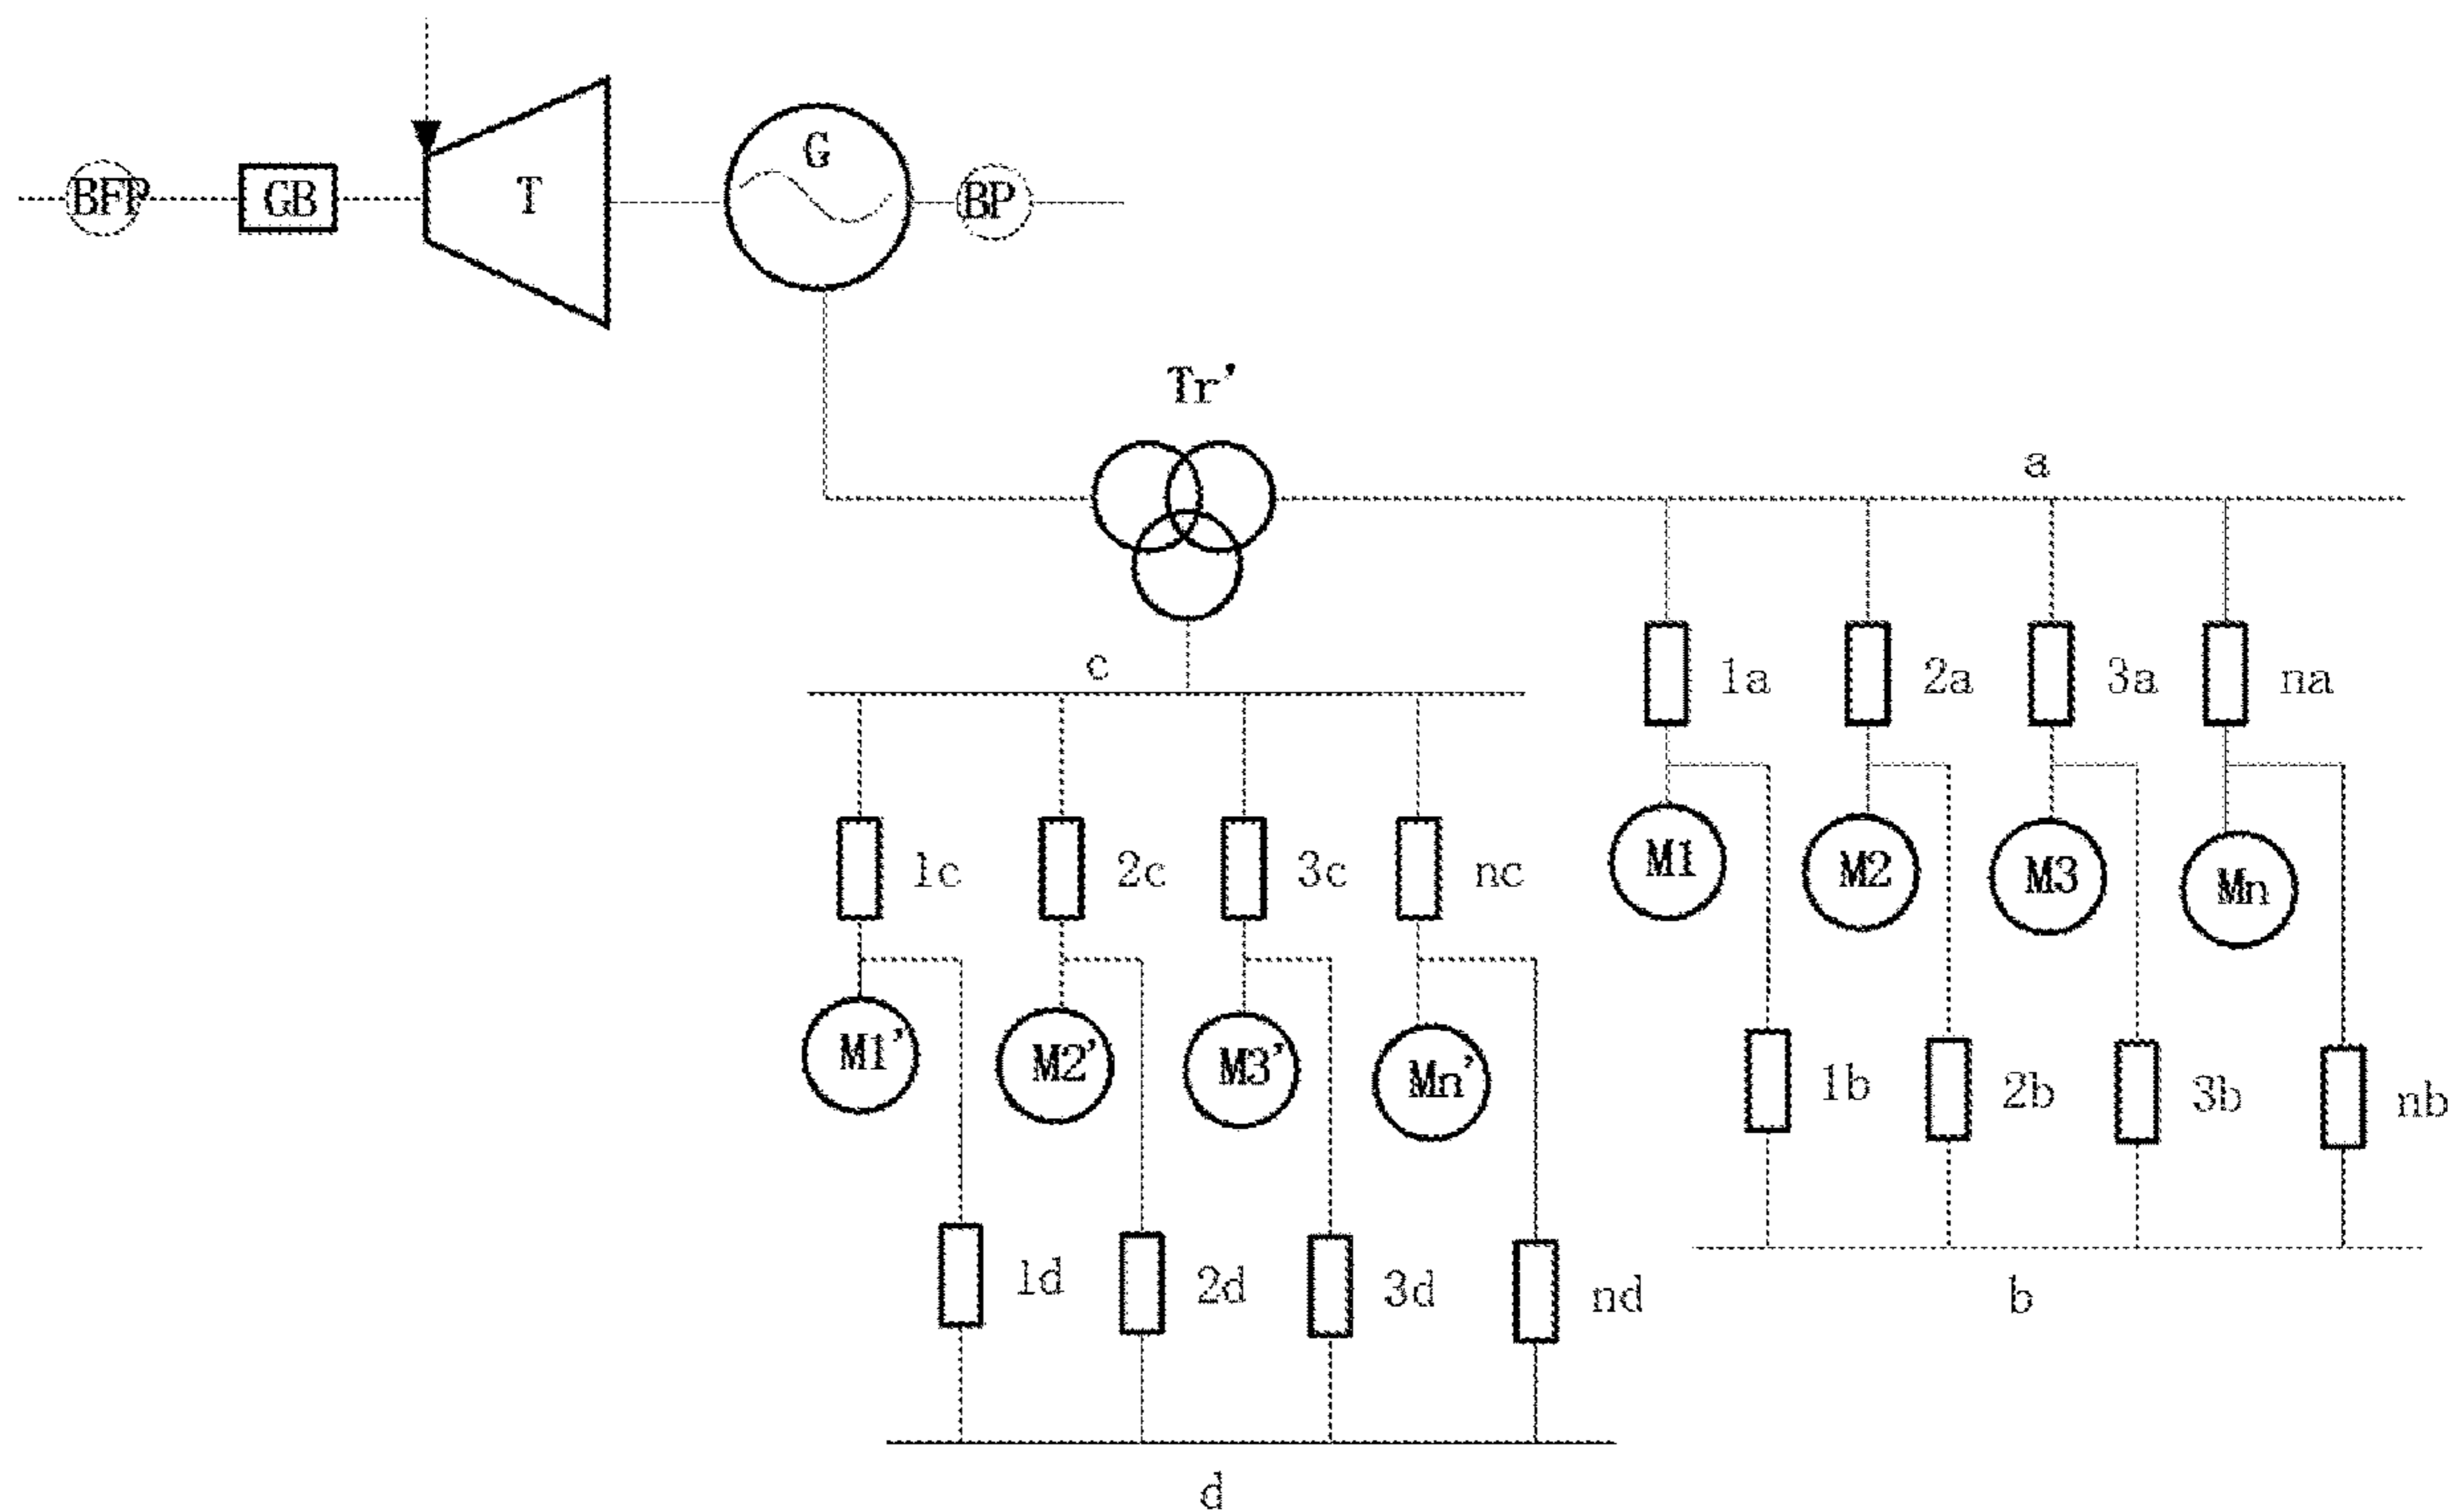 G
BFP GB T BP
Tr'
a
c
1a 2a 3a na
1c 2c 3c nc
M1 M2 M3 Mn
M1' M2' M3' Mn'
1b 2b 3b nb
1d 2d 3d nd
b
d